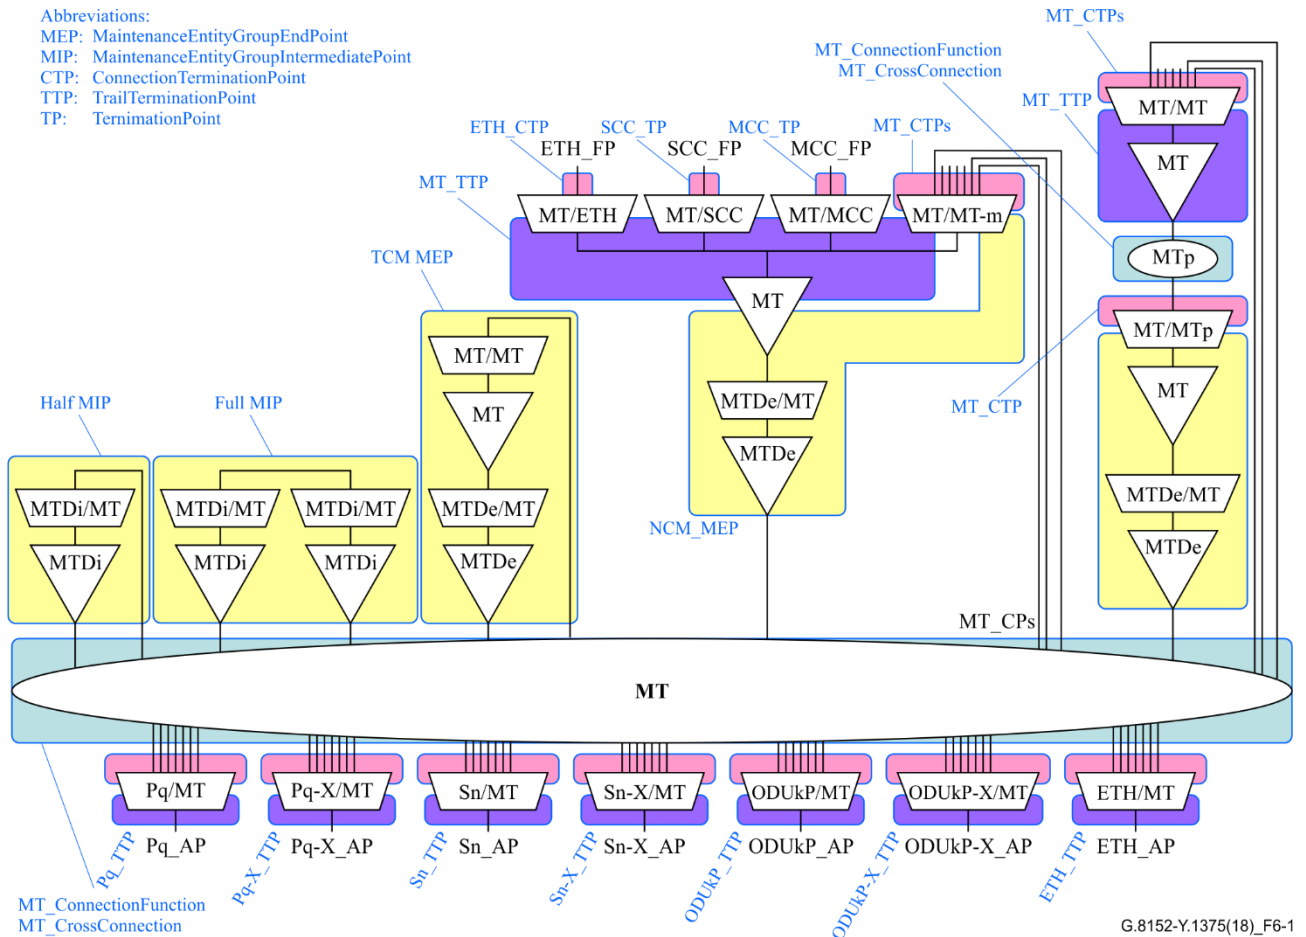 Abbreviations:
MEP: MaintenanceEntityGroupEndPoint
MIP: MaintenanceEntityGroupIntermediatePoint
CTP: ConnectionTerminationPoint
TTP: TrailTerminationPoint
TP: TernimationPoint
MT_CTPs
MT_ConnectionFunction
MT_CrossConnection
MT_TTP
MT/MT
MT
MTp
MT/MTp
MT_CTP
MT
MTDe/MT
MTDe
ETH_CTP
SCC_TP
MCC_TP
MT_CTPs
ETH_FP
SCC_FP
MCC_FP
MT_TTP
MT/ETH
MT/SCC
MT/MCC
MT/MT-m
MT
MTDe/MT
MTDe
NCM_MEP
TCM MEP
MT/MT
MT
MTDe/MT
MTDe
Half MIP
Full MIP
MTDi/MT
MTDi/MT
MTDi/MT
MTDi
MTDi
MTDi
MT_CPs
MT
Pq/MT
Pq-X/MT
Sn/MT
Sn-X/MT
ODUkP/MT
ODUkP-X/MT
ETH/MT
Pq_TTP
Pq_AP
Pq-X_TTP
Pq-X_AP
Sn_TTP
Sn_AP
Sn-X_TTP
Sn-X_AP
ODUkP_TTP
ODUkP_AP
ODUkP-X_TTP
ODUkP-X_AP
ETH_TTP
ETH_AP
MT_ConnectionFunction
MT_CrossConnection
G.8152-Y.1375(18)_F6-1